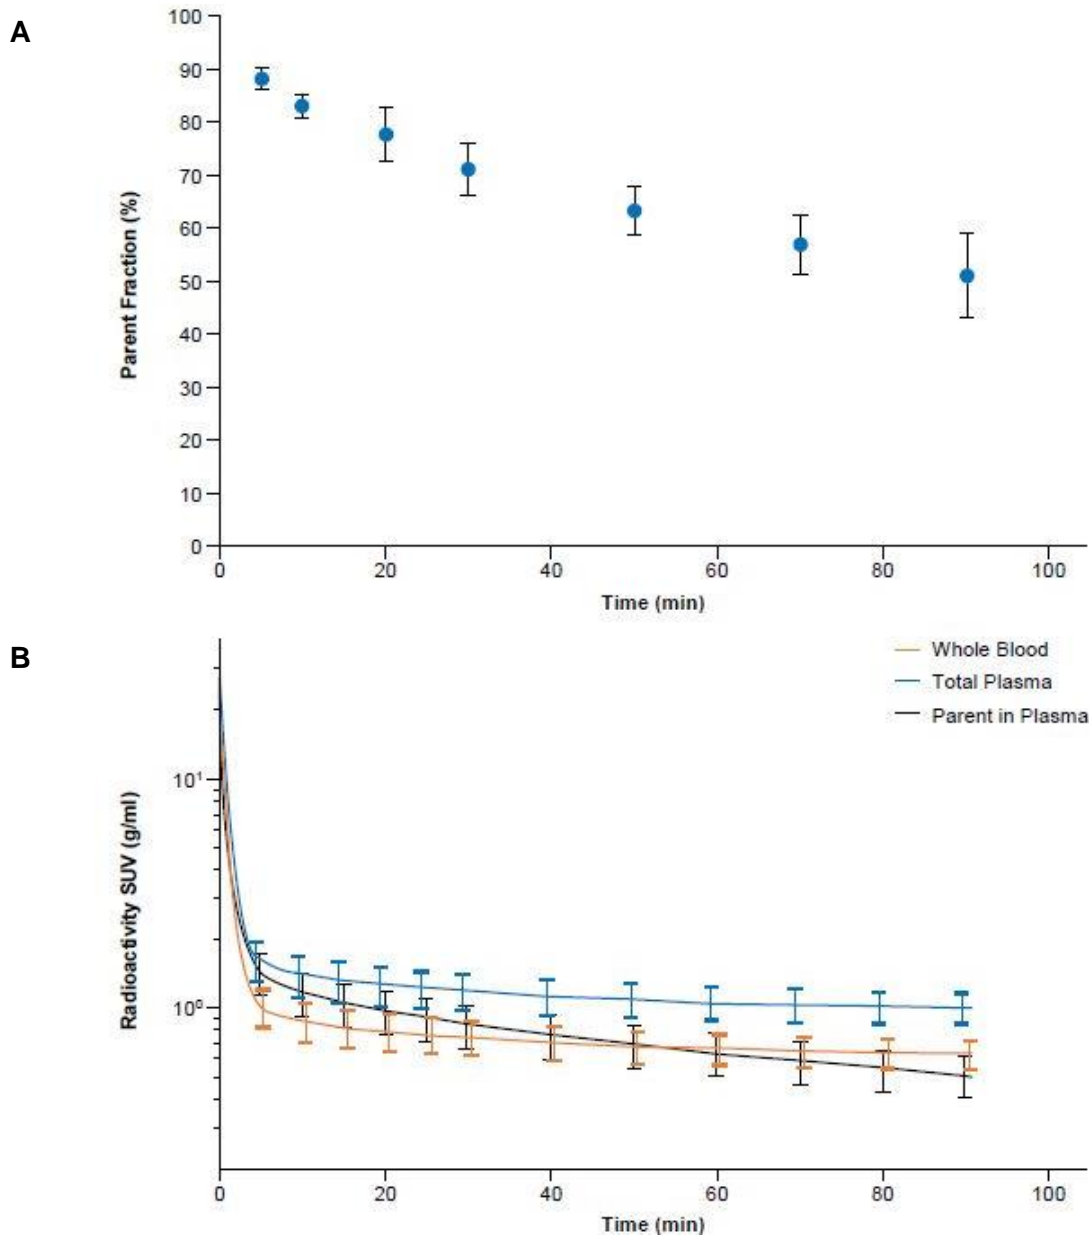 A
100
90
80
70
60
50
40
30
20
10
0
Parent Fraction (%)
0 20 40 60 80 100
Time (min)
B
Whole Blood
Total Plasma
Parent in Plasma
10¹
10⁰
Radioactivity SUV (g/ml)
0 20 40 60 80 100
Time (min)